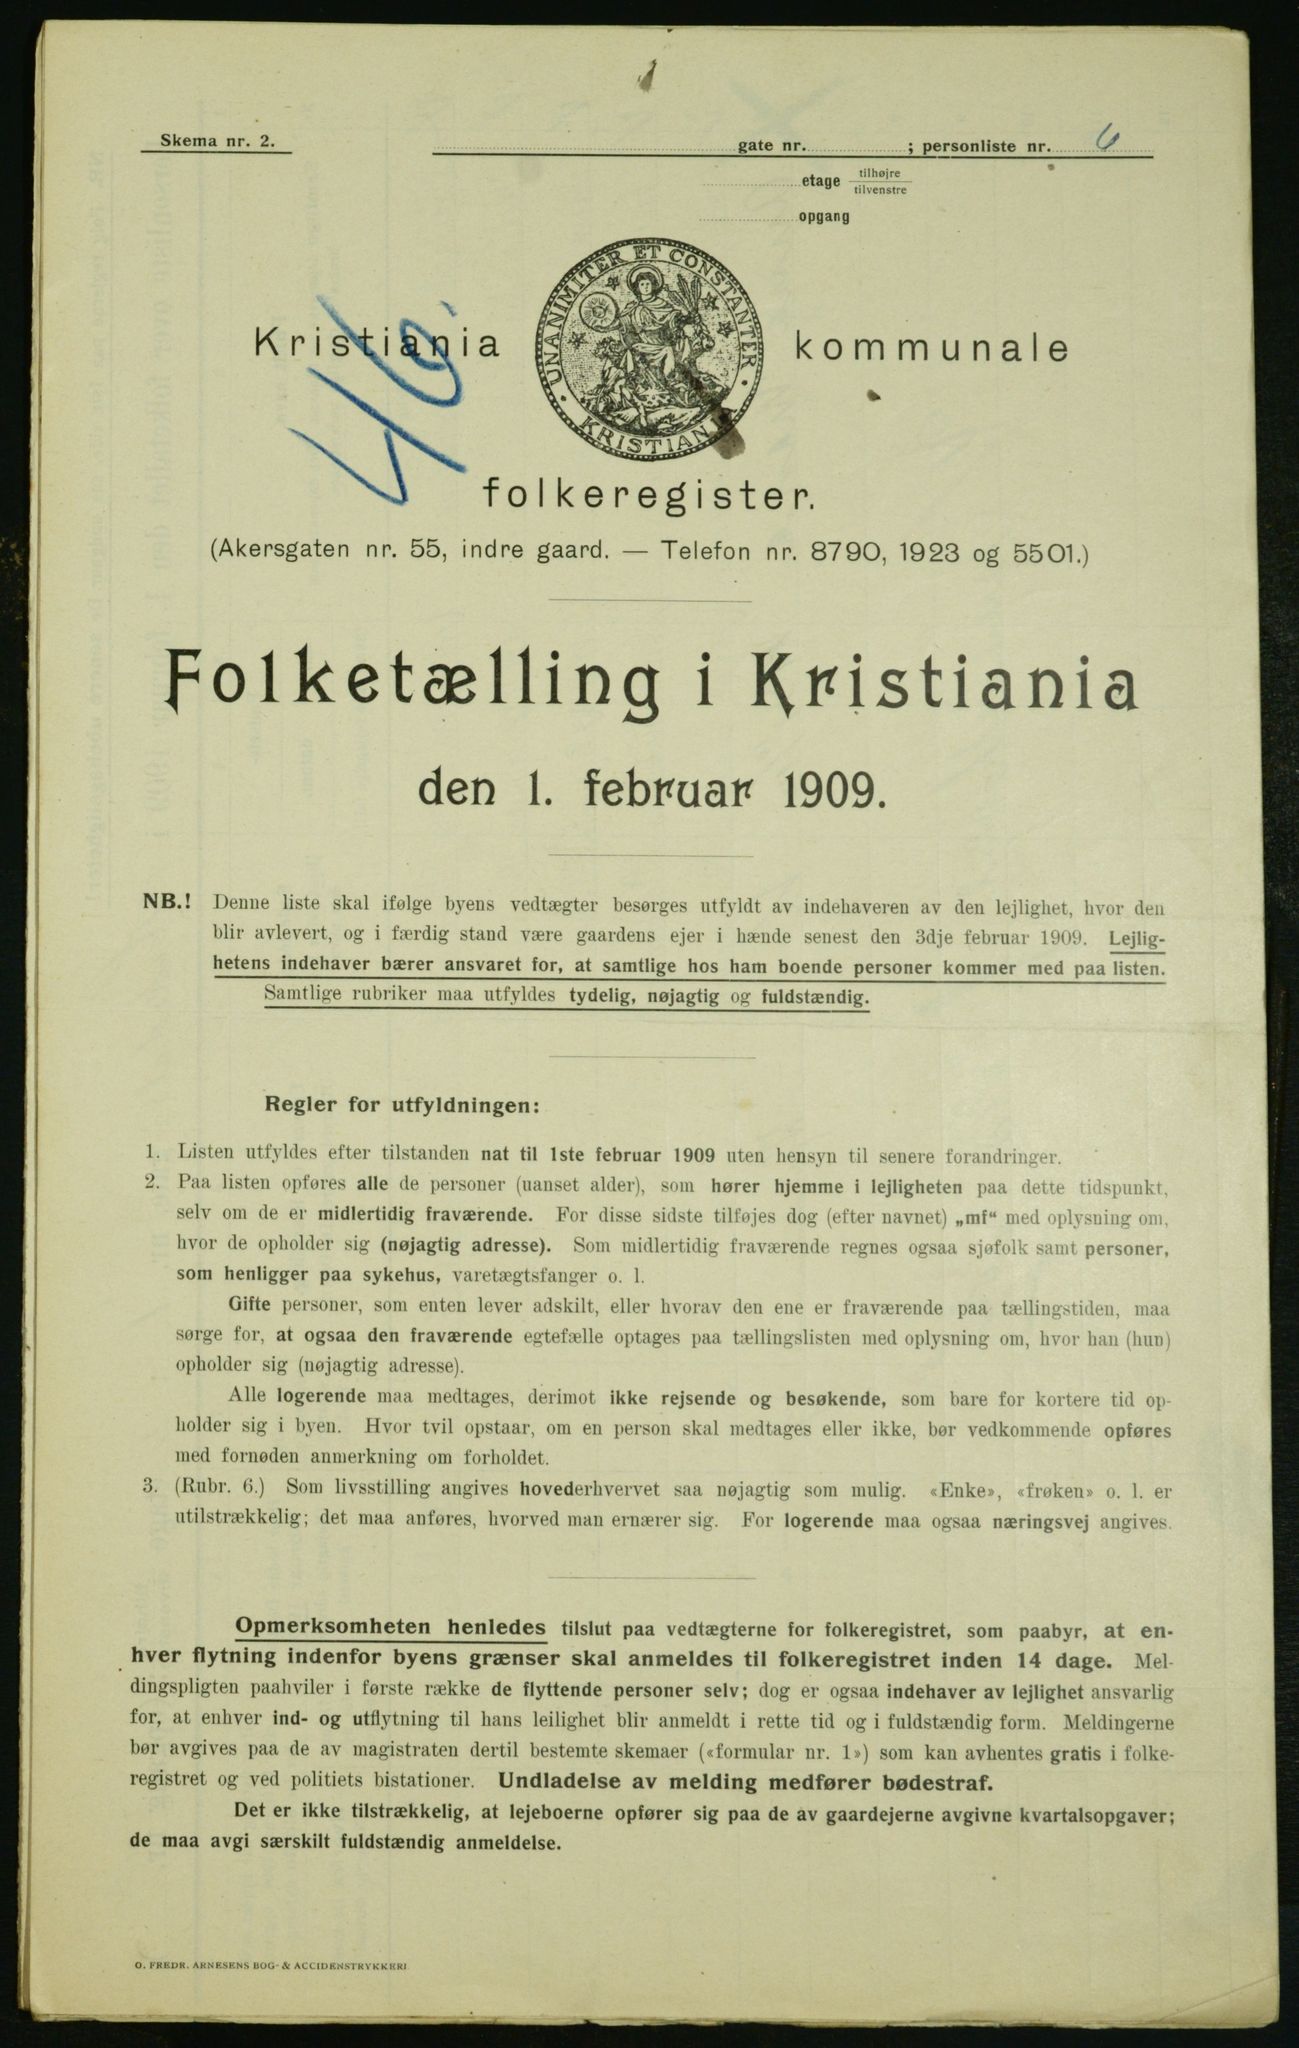 1
Skema nr. 2.
gate nr. ; personliste nr. 6
etage tilhøjre
tilvenstre
opgang
UNANIMITER ET CONSTANTER
KRISTIANIA
Kristiania kommunale
46.
folkeregister.
(Akersgaten nr. 55, indre gaard. — Telefon nr. 8790, 1923 og 5501.)
Folketælling i Kristiania
den 1. februar 1909.
NB.! Denne liste skal ifølge byens vedtægter besørges utfyldt av indehaveren av den lejlighet, hvor den
blir avlevert, og i færdig stand være gaardens ejer i hænde senest den 3dje februar 1909. Lejlig-
hetens indehaver bærer ansvaret for, at samtlige hos ham boende personer kommer med paa listen.
Samtlige rubriker maa utfyldes tydelig, nøjagtig og fuldstændig.
Regler for utfyldningen:
1. Listen utfyldes efter tilstanden nat til 1ste februar 1909 uten hensyn til senere forandringer.
2. Paa listen opføres alle de personer (uanset alder), som hører hjemme i lejligheten paa dette tidspunkt,
selv om de er midlertidig fraværende. For disse sidste tilføjes dog (efter navnet) „mf“ med oplysning om,
hvor de opholder sig (nøjagtig adresse). Som midlertidig fraværende regnes ogsaa sjøfolk samt personer,
som henligger paa sykehus, varetægtsfanger o. l.
Gifte personer, som enten lever adskilt, eller hvorav den ene er fraværende paa tællingstiden, maa
sørge for, at ogsaa den fraværende egtefælle optages paa tællingslisten med oplysning om, hvor han (hun)
opholder sig (nøjagtig adresse).
Alle logerende maa medtages, derimot ikke rejsende og besøkende, som bare for kortere tid op-
holder sig i byen. Hvor tvil opstaar, om en person skal medtages eller ikke, bør vedkommende opføres
med fornøden anmerkning om forholdet.
3. (Rubr. 6.) Som livsstilling angives hovederhvervet saa nøjagtig som mulig. «Enke», «frøken» o. l. er
utilstrækkelig; det maa anføres, hvorved man ernærer sig. For logerende maa ogsaa næringsvej angives.
Opmerksomheten henledes tilslut paa vedtægterne for folkeregistret, som paabyr, at en-
hver flytning indenfor byens grænser skal anmeldes til folkeregistret inden 14 dage. Mel-
dingspligten paahviler i første række de flyttende personer selv; dog er ogsaa indehaver av lejlighet ansvarlig
for, at enhver ind- og utflytning til hans leilighet blir anmeldt i rette tid og i fuldstændig form. Meldingerne
bør avgives paa de av magistraten dertil bestemte skemaer («formular nr. 1») som kan avhentes gratis i folke-
registret og ved politiets bistationer. Undladelse av melding medfører bødestraf.
Det er ikke tilstrækkelig, at lejeboerne opfører sig paa de av gaardejerne avgivne kvartalsopgaver;
de maa avgi særskilt fuldstændig anmeldelse.
O. FREDR. ARNESENS BOG- & ACCIDENSTRYKKERI